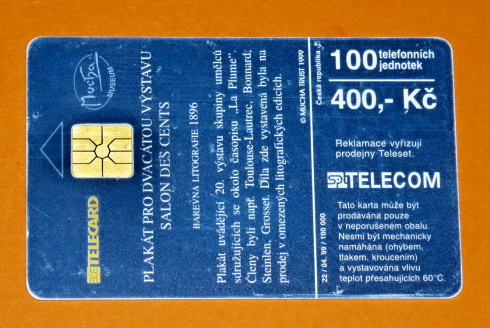 Mucha
MUSEUM
TELECARD
PLAKÁT PRO DVACÁTOU VÝSTAVU
SALON DES CENTS
BAREVNÁ LITOGRAFIE 1896
Plakát uvádějící 20. výstavu skupiny umělců
sdružujících se okolo časopisu „La Plume".
Členy byli např. Toulouse-Lautrec, Bonnard,
Steinlen, Grosset. Díla zde vystavená byla na
prodej v omezených litografických edicích.
© MUCHA TRUST 1999
Česká republika
100 telefonních
jednotek
400,- Kč
Reklamace vyřizují
prodejny Teleset.
SPT TELECOM
Tato karta může být
prodávána pouze
v neporušeném obalu.
Nesmí být mechanicky
namáhána (ohybem,
tlakem, kroucením)
a vystavována vlivu
teplot přesahujících 60°C.
22 / 04. 99 / 100 000